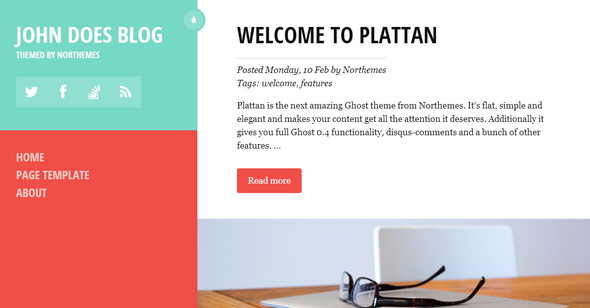 JOHN DOES BLOG
THEMED BY NORTHEMES
HOME
PAGE TEMPLATE
ABOUT
WELCOME TO PLATTAN
Posted Monday, 10 Feb by Northemes
Tags: welcome, features
Plattan is the next amazing Ghost theme from Northemes. It's flat, simple and
elegant and makes your content get all the attention it deserves. Additionally it
gives you full Ghost 0.4 functionality, disqus-comments and a bunch of other
features. ...
Read more